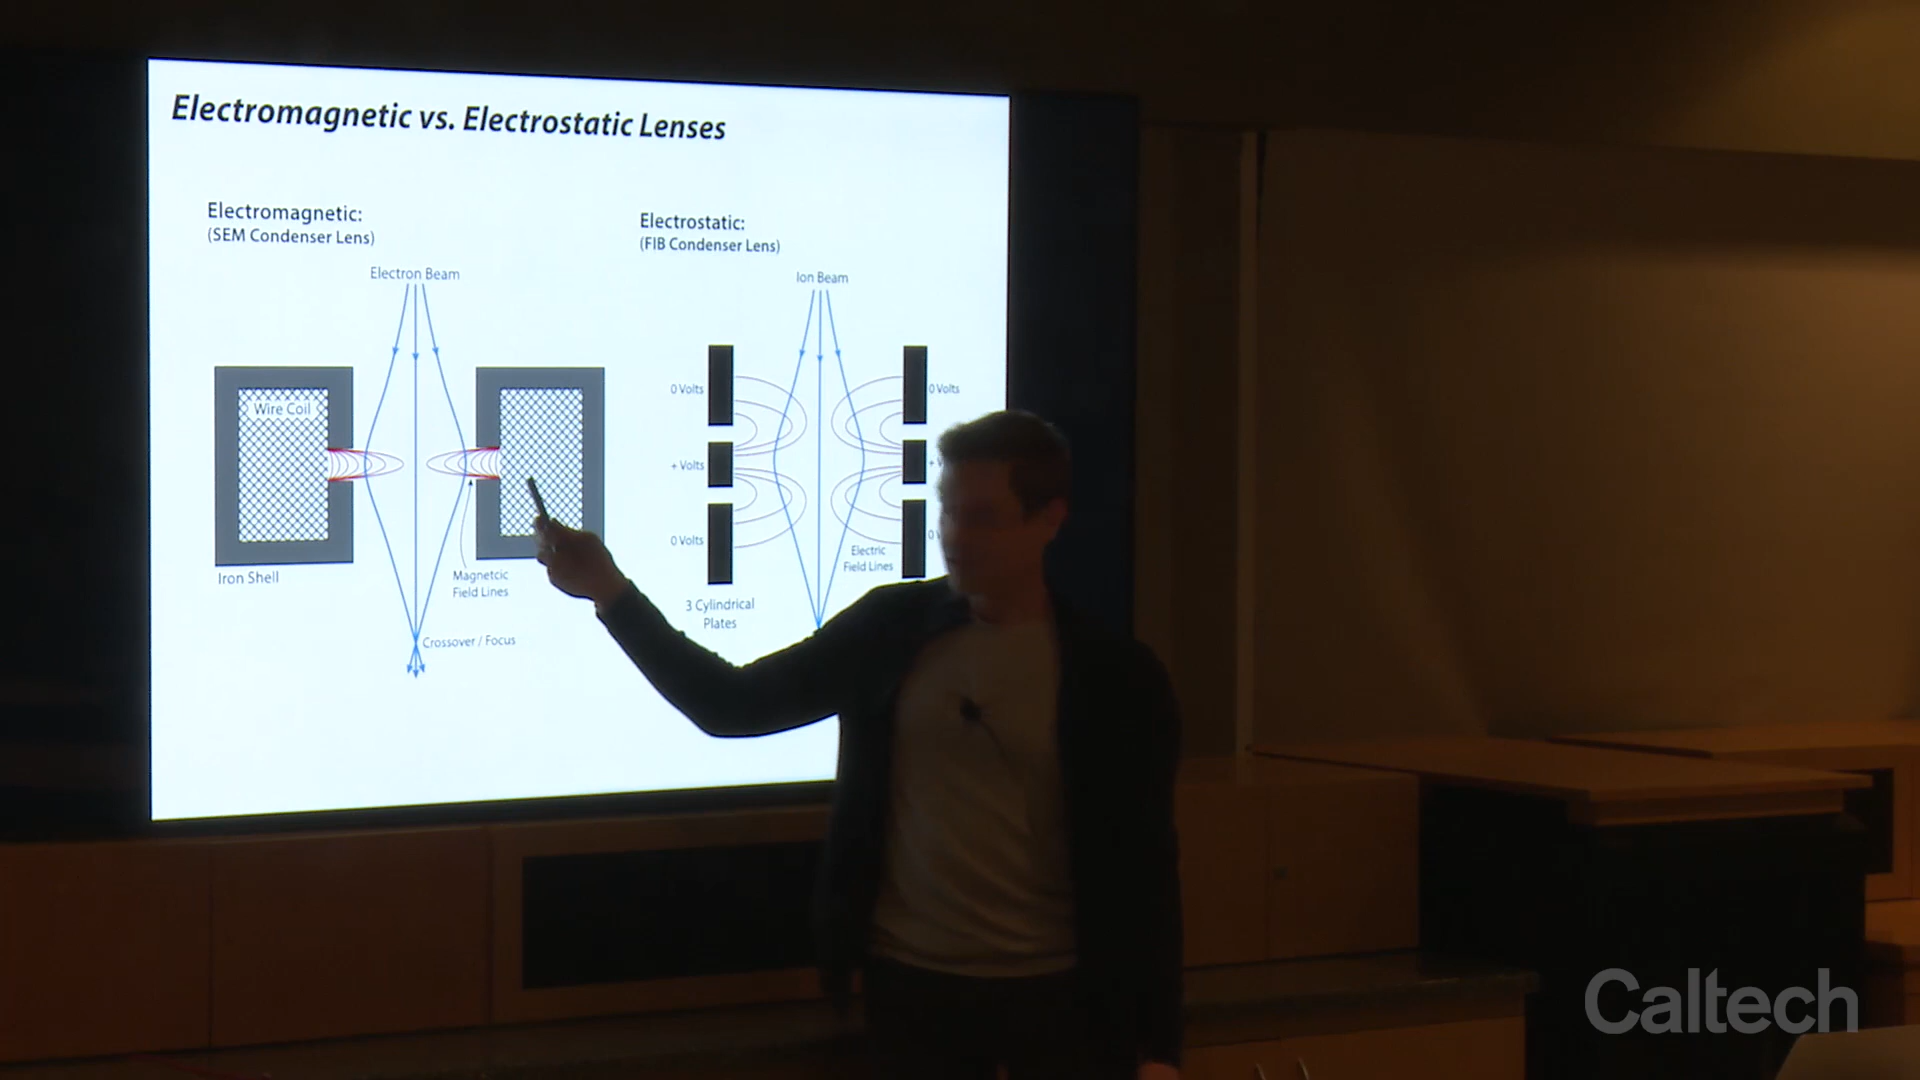 Electromagnetic vs. Electrostatic Lenses
Electromagnetic:
(SEM Condenser Lens)
Electron Beam
Wire Coil
Iron Shell
Magnetcic
Field Lines
Crossover / Focus
Electrostatic:
(FIB Condenser Lens)
Ion Beam
0 Volts
0 Volts
+ Volts
+
0 Volts
0
Electric
Field Lines
3 Cylindrical
Plates
Caltech